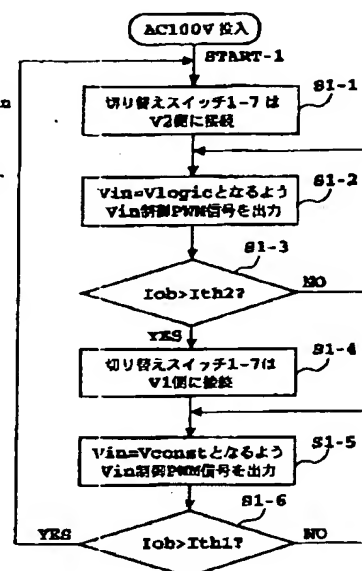 AC100V 投入
START-1
n
切り替えスイッチ1-7 は
V2側に接続
S1-1
Vin=Vlogicとなるよう
Vin制御PWM信号を出力
S1-2
S1-3
Iob>Ith2?
NO
YES
切り替えスイッチ1-7は
V1側に接続
S1-4
Vin=Vconstとなるよう
Vin制御PWM信号を出力
S1-5
S1-6
YES
Iob>Ith1?
NO